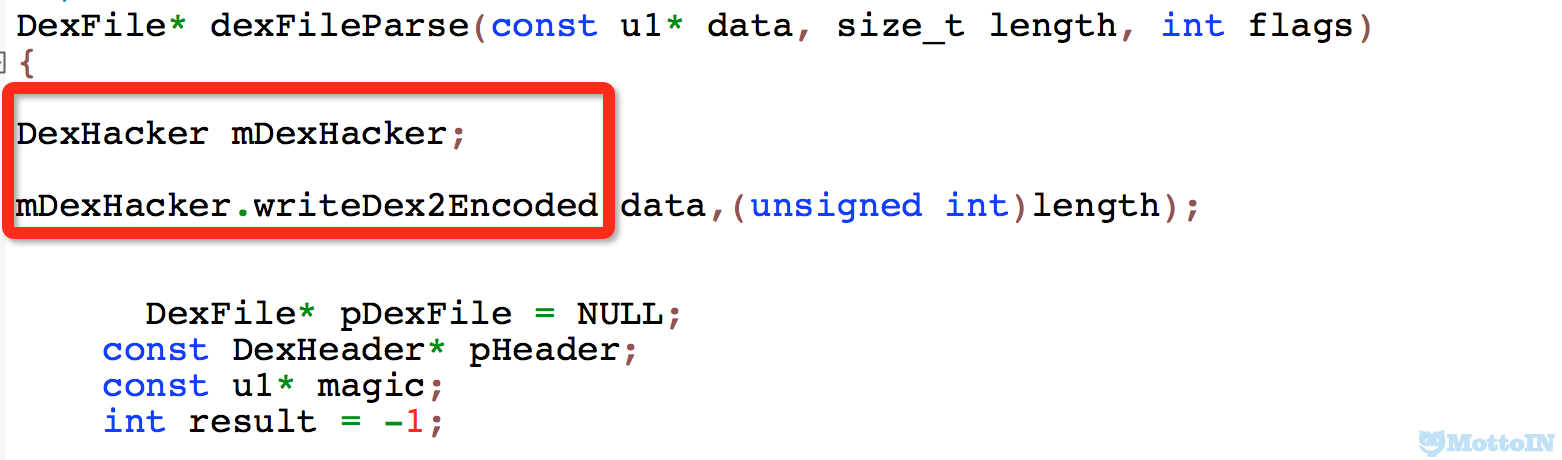 DexFile* dexFileParse(const u1* data, size_t length, int flags)
{
DexHacker mDexHacker;
mDexHacker.writeDex2Encoded data,(unsigned int)length);
DexFile* pDexFile = NULL;
const DexHeader* pHeader;
const u1* magic;
int result = -1;
MottoIN